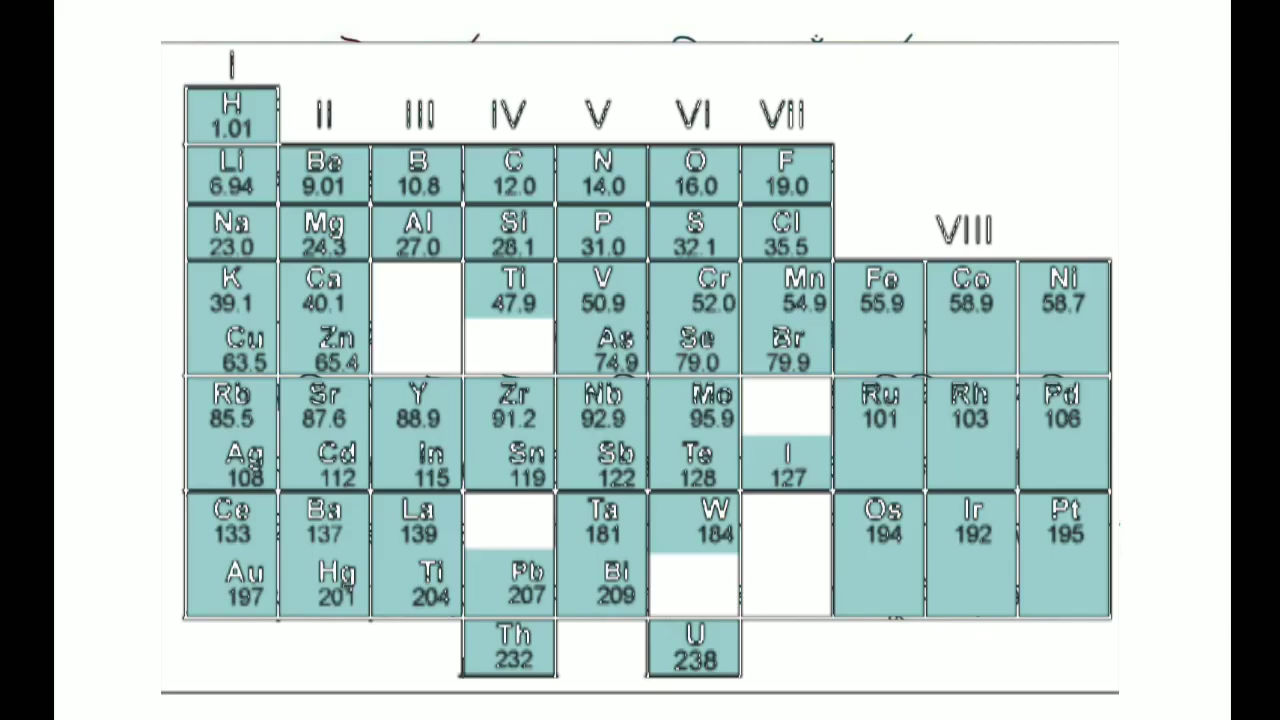 I
H II III IV V VI Vii
1.01
Li Be B C N O F
6.94 9.01 10.8 12.0 14.0 16.0 19.0
Na Mg Al Si P S Cl VIII
23.0 24.3 27.0 28.1 31.0 32.1 35.5
K Ca Ti V Cr Mn Fe Co Ni
39.1 40.1 47.9 50.9 52.0 54.9 55.9 58.9 58.7
Cu Zn As Se Br
63.5 65.4 74.9 79.0 79.9
Rb Sr Y Zr Nb Mo Ru Rh Pd
85.5 87.6 88.9 91.2 92.9 95.9 101 103 106
Ag Cd In Sn Sb Te I
108 112 115 119 122 128 127
Ce Ba La Ta W Os Ir Pt
133 137 139 181 184 194 192 195
Au Hg Ti Pb Bi
197 201 204 207 209
Th U
232 238